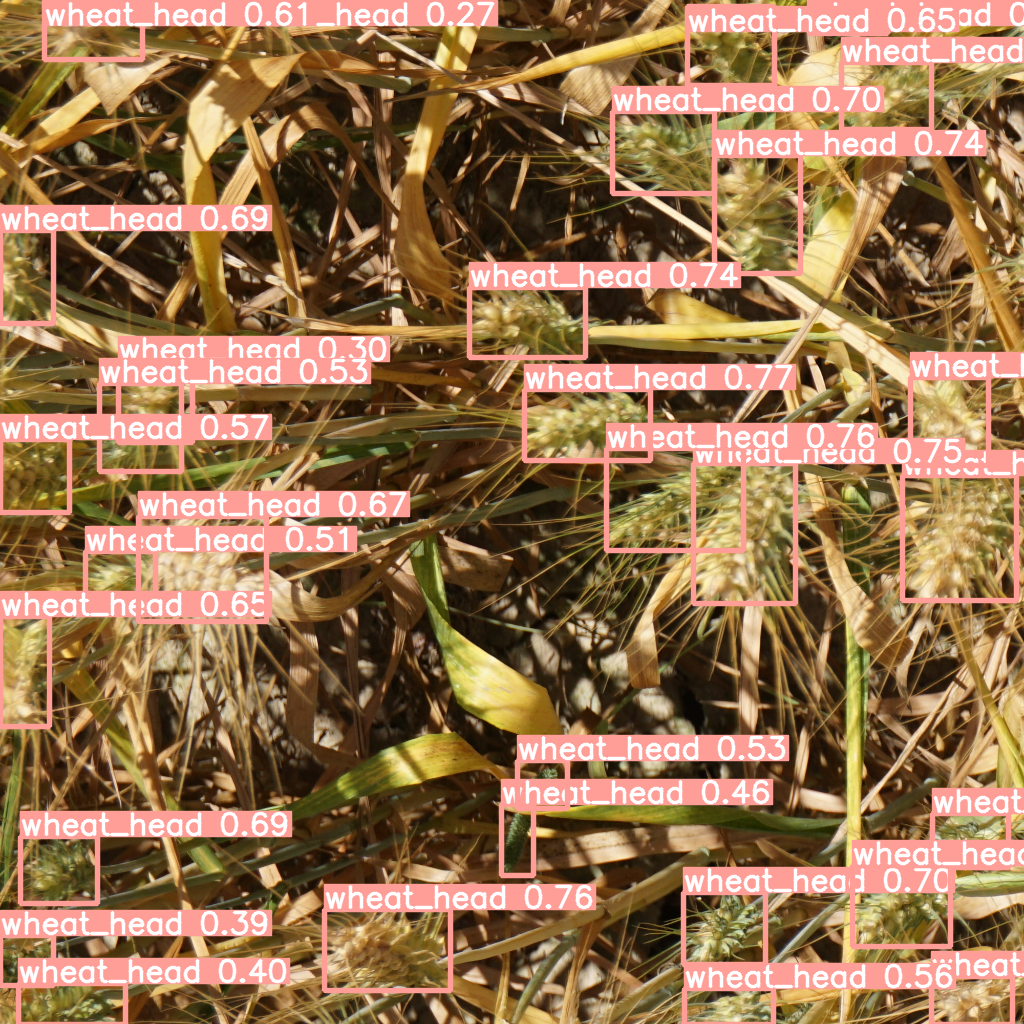 wheat_head 0.61
_head 0.27
wheat_head 0.65
wheat_head
wheat_head 0.70
wheat_head 0.74
wheat_head 0.69
wheat_head 0.74
wheat_head 0.30
wheat_head 0.53
wheat_head 0.77
wheat_head 0.57
wheat_head 0.76
wheat_head 0.75
wheat_head 0.67
wheat_head 0.51
wheat_head 0.65
wheat_head 0.53
wheat_head 0.46
wheat_head 0.69
wheat_head 0.70
wheat_head 0.76
wheat_head 0.39
wheat_head 0.40
wheat_head 0.56